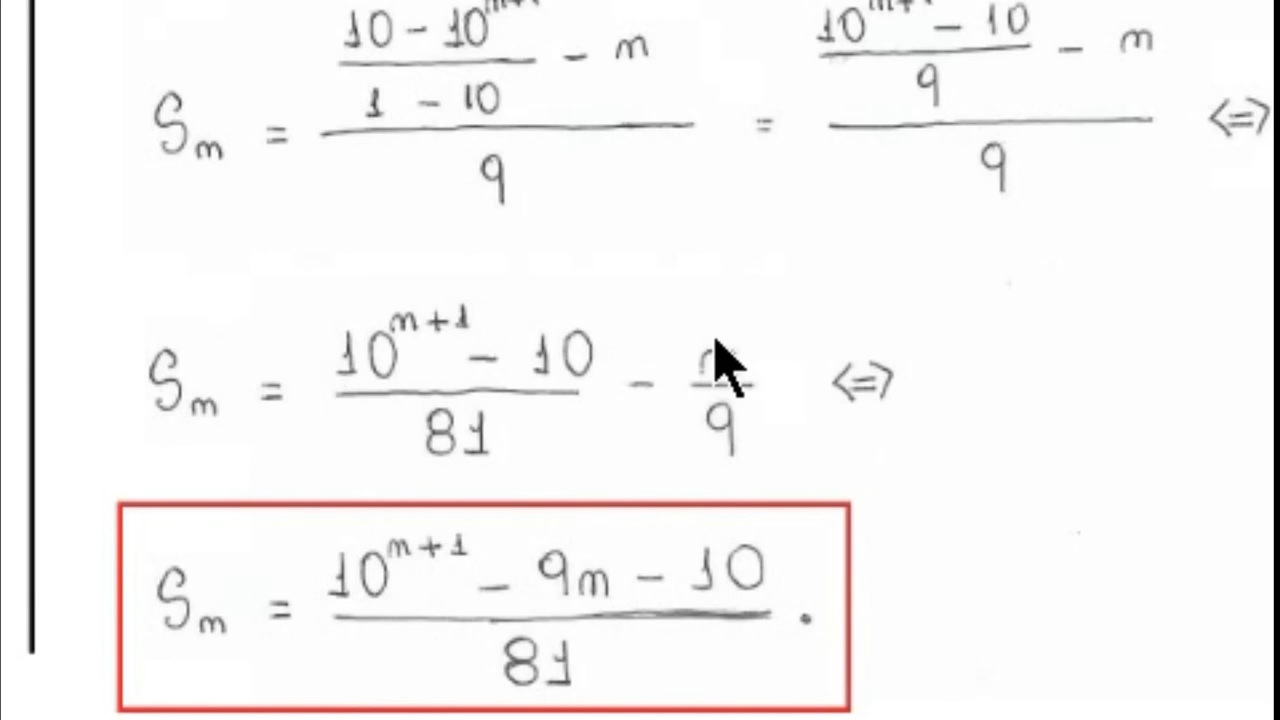 S_m = ((10 - 10^(m+1))/(1 - 10) - m)/9 = ((10^(m+1) - 10)/9 - m)/9 <=>
S_m = (10^(m+1) - 10)/81 - /9 <=>
S_m = (10^(m+1) - 9m - 10)/81 .